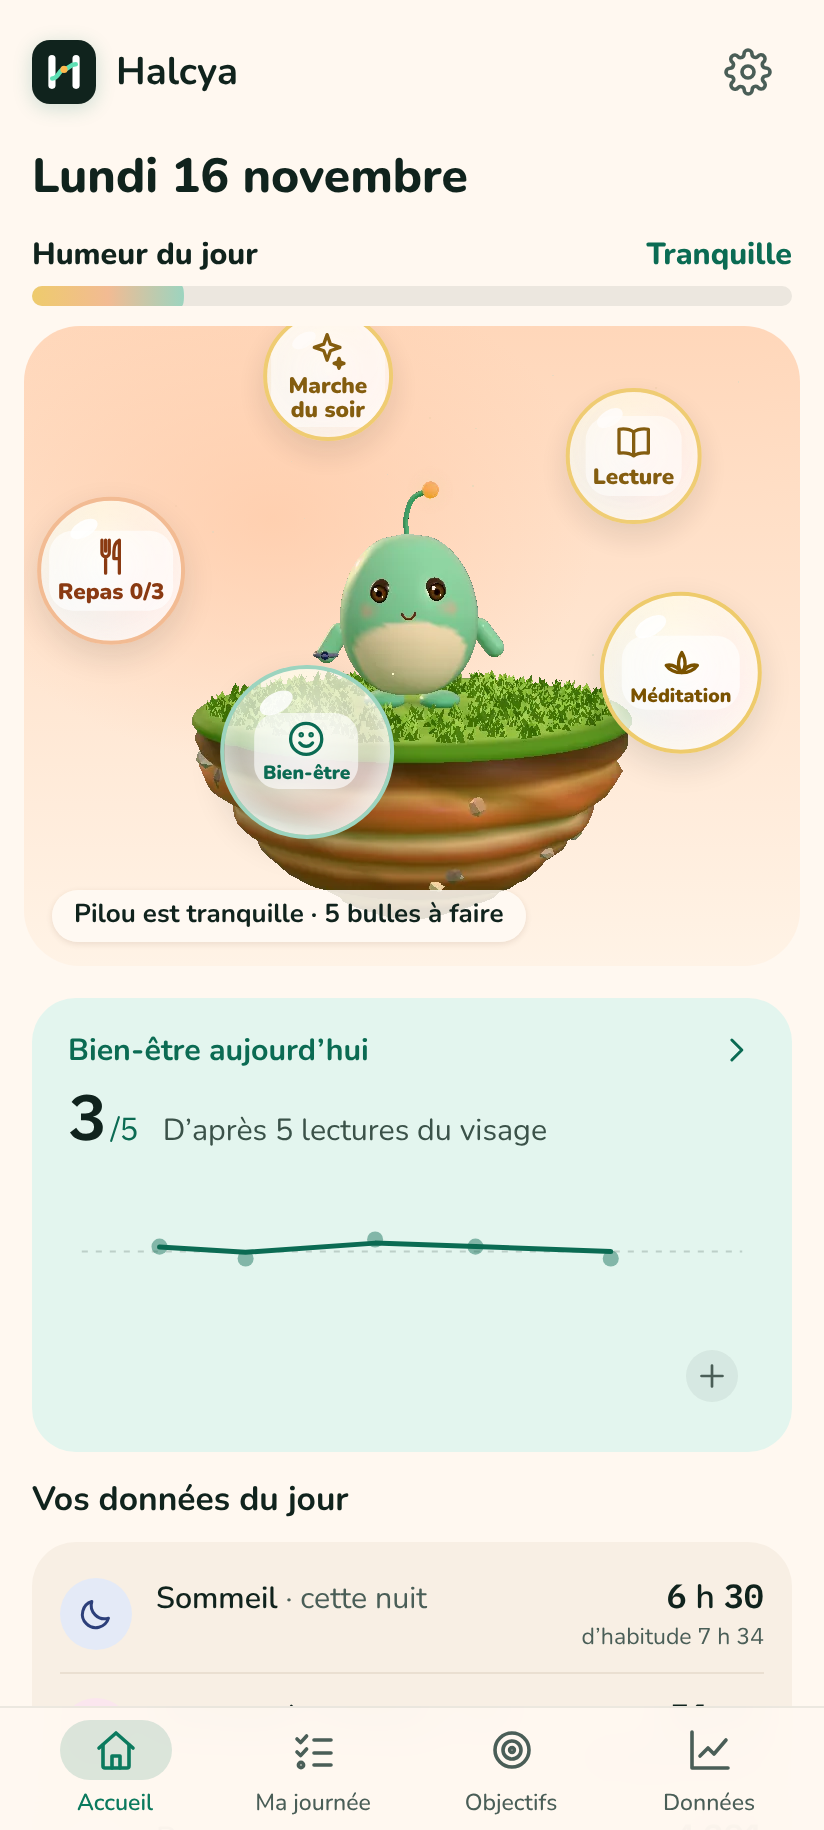 Halcya
Lundi 16 novembre
Humeur du jour
Tranquille
Marche
du soir
Lecture
Repas 0/3
Méditation
Bien-être
Pilou est tranquille · 5 bulles à faire
Bien-être aujourd’hui
3/5 D’après 5 lectures du visage
Vos données du jour
Sommeil · cette nuit
6 h 30
d’habitude 7 h 34
Accueil
Ma journée
Objectifs
Données